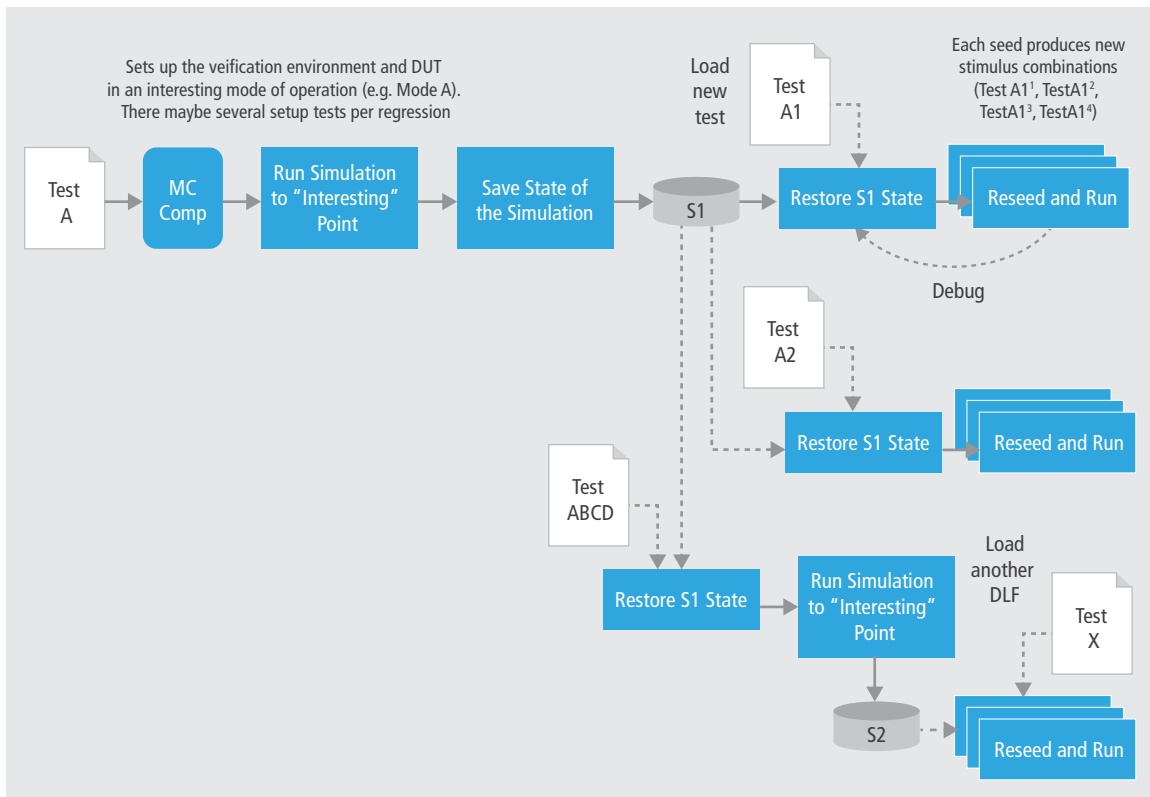 Sets up the veification environment and DUT
in an interesting mode of operation (e.g. Mode A).
There maybe several setup tests per regression
Load
new
test
Test
A1
Each seed produces new
stimulus combinations
(Test A1¹, TestA1²,
TestA1³, TestA1⁴)
Test
A
MC
Comp
Run Simulation
to “Interesting”
Point
Save State of
the Simulation
S1
Restore S1 State
Reseed and Run
Debug
Test
A2
Restore S1 State
Reseed and Run
Test
ABCD
Restore S1 State
Run Simulation
to “Interesting”
Point
Load
another
DLF
Test
X
S2
Reseed and Run